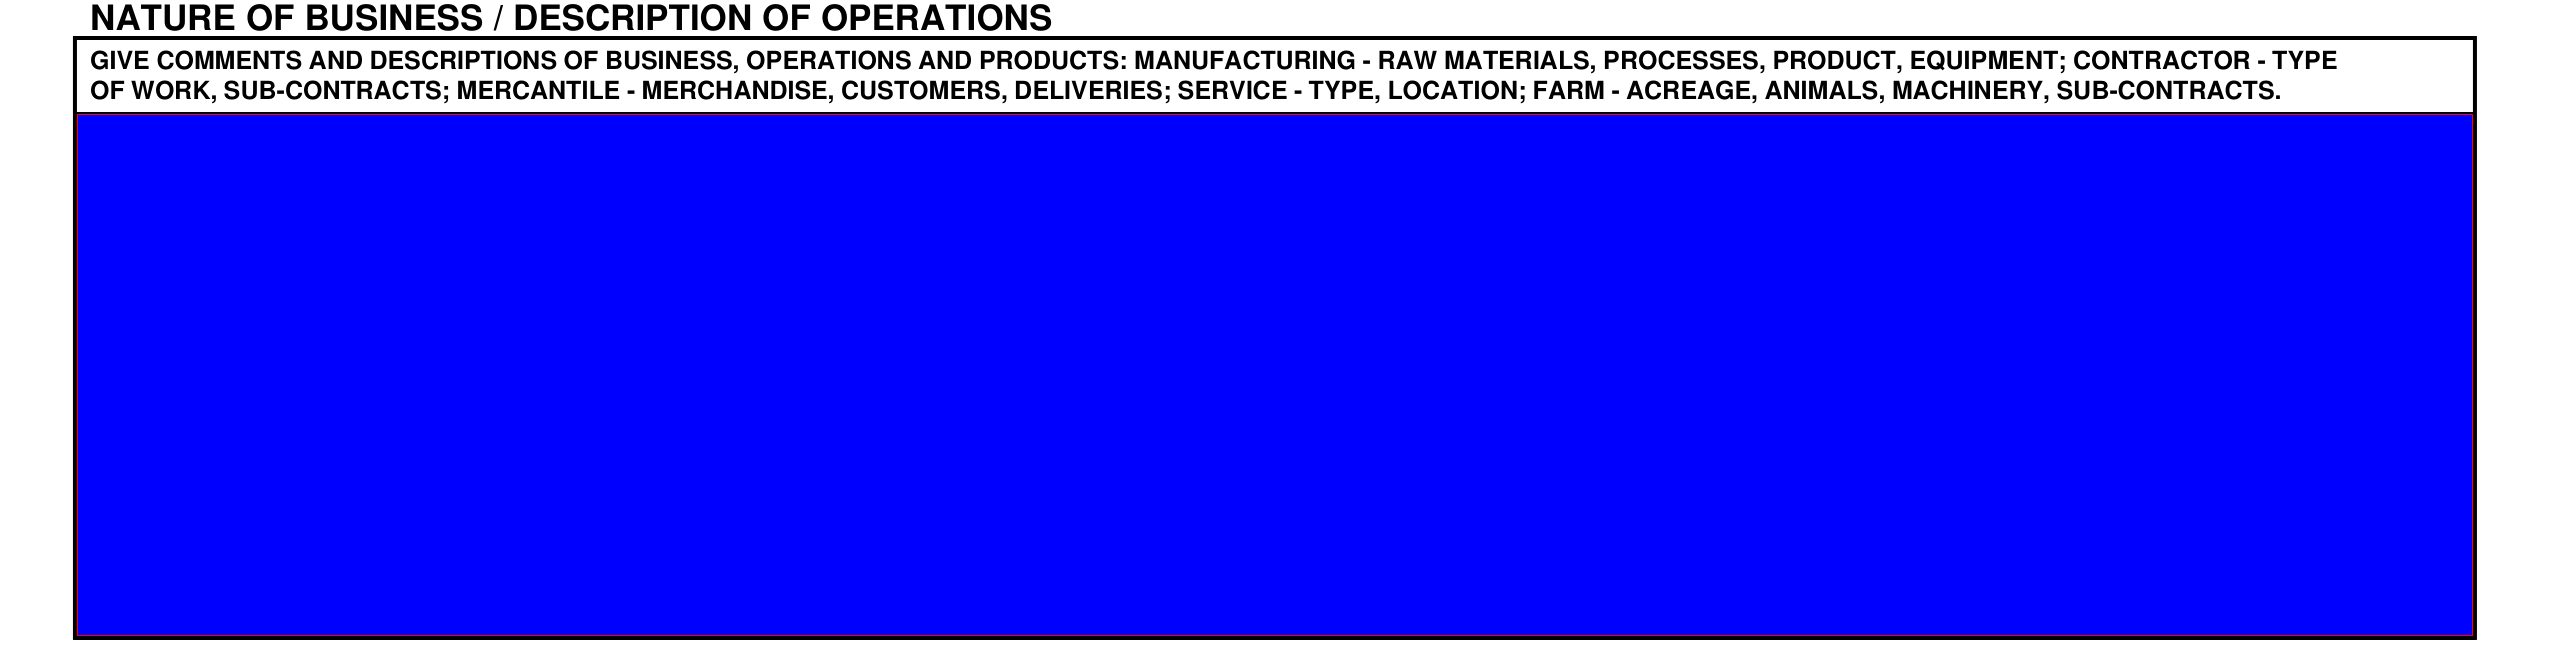 NATURE OF BUSINESS / DESCRIPTION OF OPERATIONS
GIVE COMMENTS AND DESCRIPTIONS OF BUSINESS, OPERATIONS AND PRODUCTS: MANUFACTURING - RAW MATERIALS, PROCESSES, PRODUCT, EQUIPMENT; CONTRACTOR - TYPE
OF WORK, SUB-CONTRACTS; MERCANTILE - MERCHANDISE, CUSTOMERS, DELIVERIES; SERVICE - TYPE, LOCATION; FARM - ACREAGE, ANIMALS, MACHINERY, SUB-CONTRACTS.